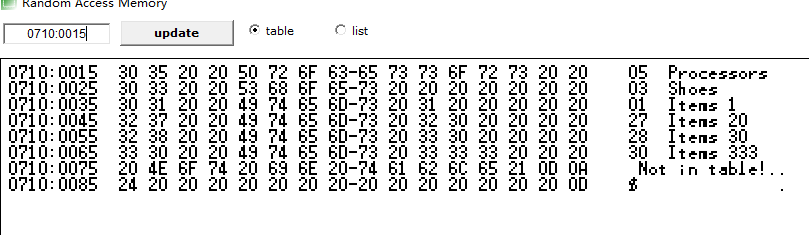 Random Access Memory
0710:0015 update table list
0710:0015 30 35 20 20 50 72 6F 63-65 73 73 6F 72 73 20 20 05 Processors
0710:0025 30 33 20 20 53 68 6F 65-73 20 20 20 20 20 20 20 03 Shoes
0710:0035 30 31 20 20 49 74 65 6D-73 20 31 20 20 20 20 20 01 Items 1
0710:0045 32 37 20 20 49 74 65 6D-73 20 32 30 20 20 20 20 27 Items 20
0710:0055 32 38 20 20 49 74 65 6D-73 20 33 30 20 20 20 20 28 Items 30
0710:0065 33 30 20 20 49 74 65 6D-73 20 33 33 33 20 20 20 30 Items 333
0710:0075 20 4E 6F 74 20 69 6E 20-74 61 62 6C 65 21 0D 0A Not in table!..
0710:0085 24 20 20 20 20 20 20 20-20 20 20 20 20 20 20 0D $ .